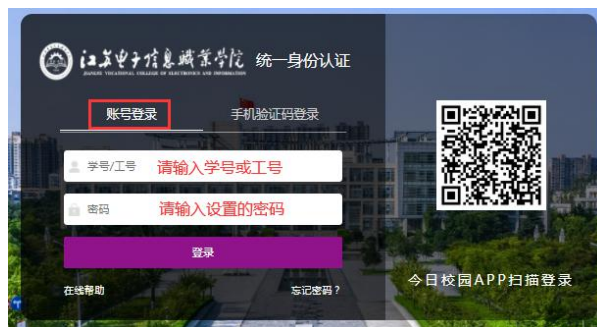 江苏电子信息职业学院 统一身份认证
JIANGSU VOCATIONAL COLLEGE OF ELECTRONICS AND INFORMATION
账号登录
手机验证码登录
学号/工号 请输入学号或工号
密码 请输入设置的密码
登录
在线帮助
忘记密码？
今日校园APP扫描登录